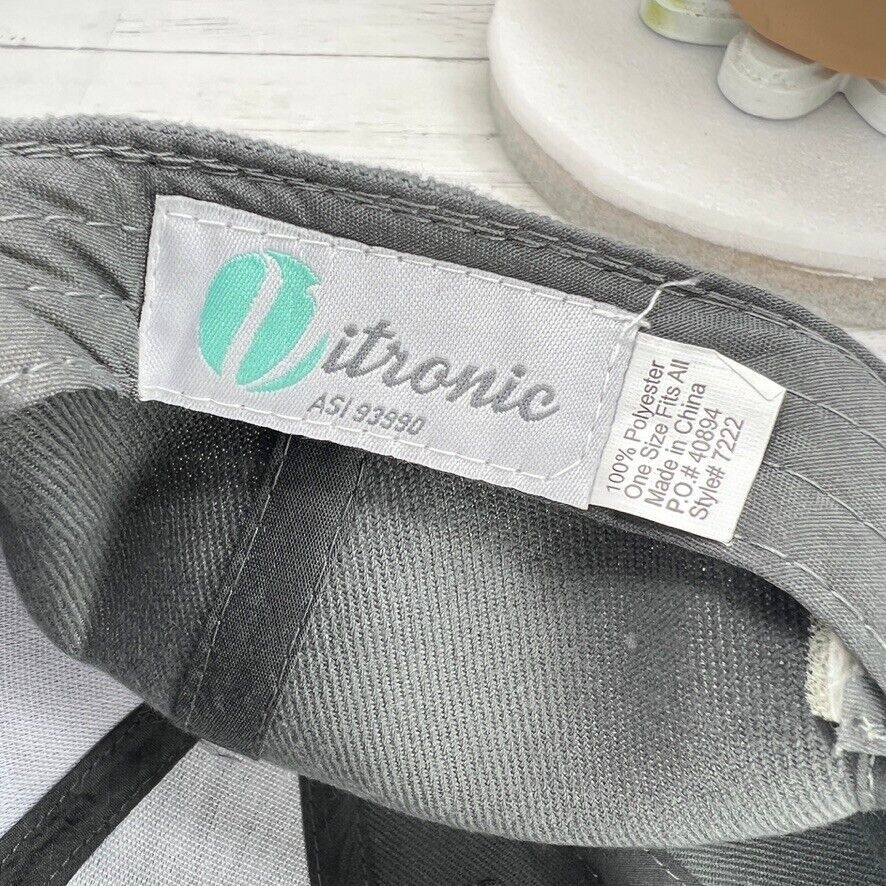 Vitronic
ASI 93990
100% Polyester
One Size Fits All
Made in China
P.O.# 40894
Style# 7222